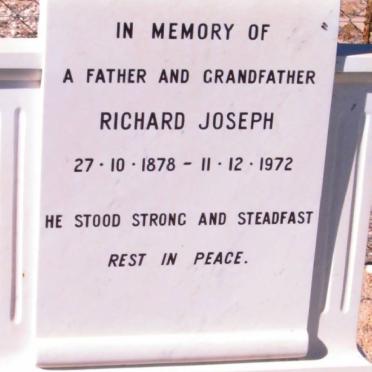 IN MEMORY OF
A FATHER AND GRANDFATHER
RICHARD JOSEPH
27 · 10 · 1878 – 11 · 12 · 1972
HE STOOD STRONG AND STEADFAST
REST IN PEACE.